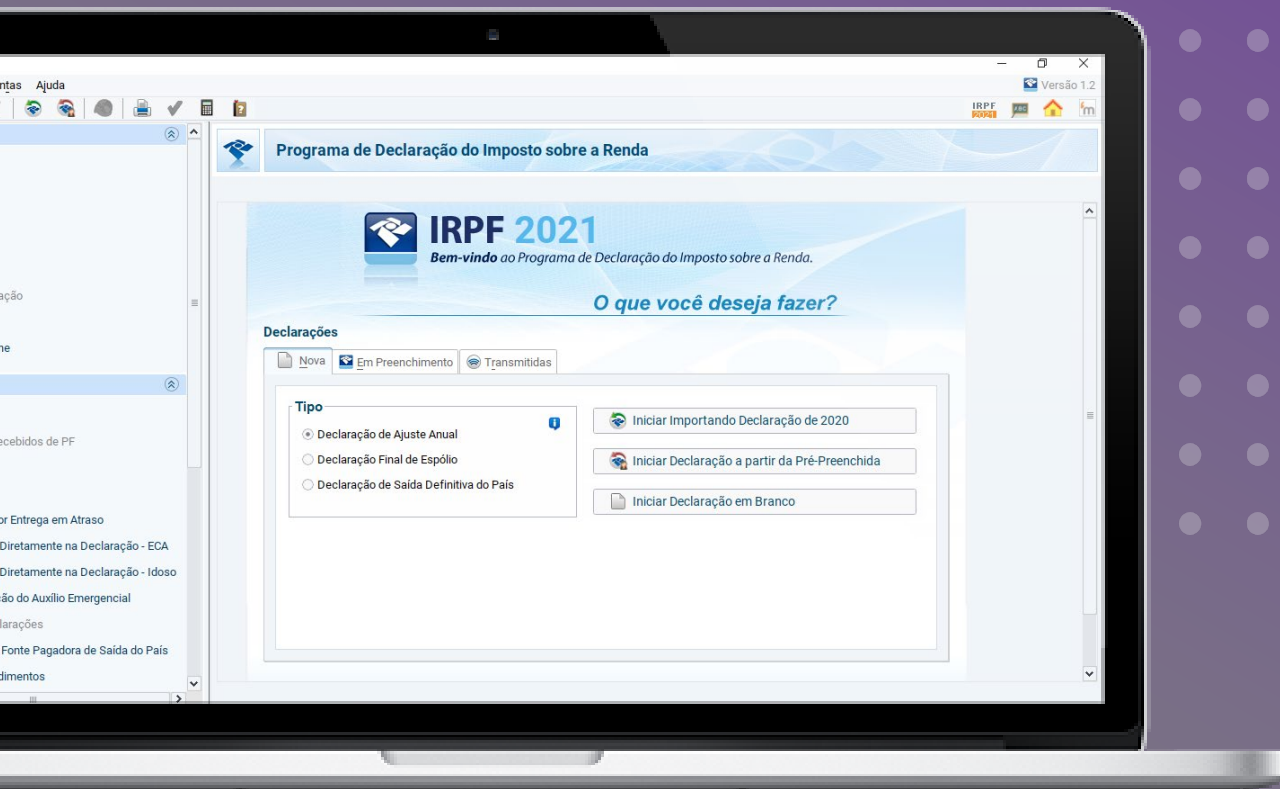 ntas Ajuda
Versão 1.2
IRPF
2021
Programa de Declaração do Imposto sobre a Renda
IRPF 2021
Bem-vindo ao Programa de Declaração do Imposto sobre a Renda.
O que você deseja fazer?
Declarações
Nova Em Preenchimento Transmitidas
Tipo
Declaração de Ajuste Anual
Declaração Final de Espólio
Declaração de Saída Definitiva do País
Iniciar Importando Declaração de 2020
Iniciar Declaração a partir da Pré-Preenchida
Iniciar Declaração em Branco
ação
ne
ecebidos de PF
or Entrega em Atraso
Diretamente na Declaração - ECA
Diretamente na Declaração - Idoso
ão do Auxílio Emergencial
larações
Fonte Pagadora de Saída do País
dimentos